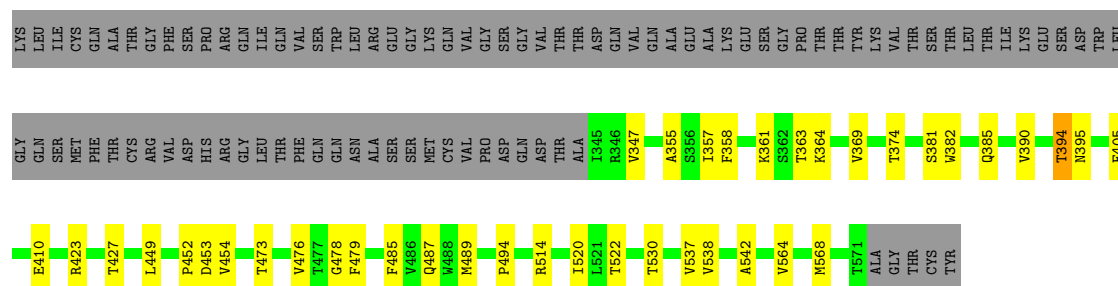 LYS LEU ILE CYS GLN ALA THR GLY PHE SER PRO ARG GLN ILE GLN VAL SER TRP LEU ARG GLU GLY LYS GLN VAL GLY SER GLY VAL THR THR ASP GLN VAL GLN ALA GLU ALA LYS GLU SER GLY PRO THR THR TYR LYS VAL THR SER THR LEU THR ILE LYS GLU SER ASP TRP LEU
GLY GLN SER MET PHE THR CYS ARG VAL ASP HIS ARG GLY LEU THR PHE GLN GLN ASN ALA SER SER MET CYS VAL PRO ASP GLN ASP THR ALA I345 R346 V347 A355 S356 I357 F358 K361 S362 T363 K364 V369 T374 S381 W382 Q385 V390 T394 N395
E410 R423 T427 L449 P452 D453 V454 T473 V476 T477 G478 F479 F485 V486 Q487 W488 M489 P494 R514 I520 L521 T522 T530 V537 V538 A542 V564 M568 T571 ALA GLY THR CYS TYR